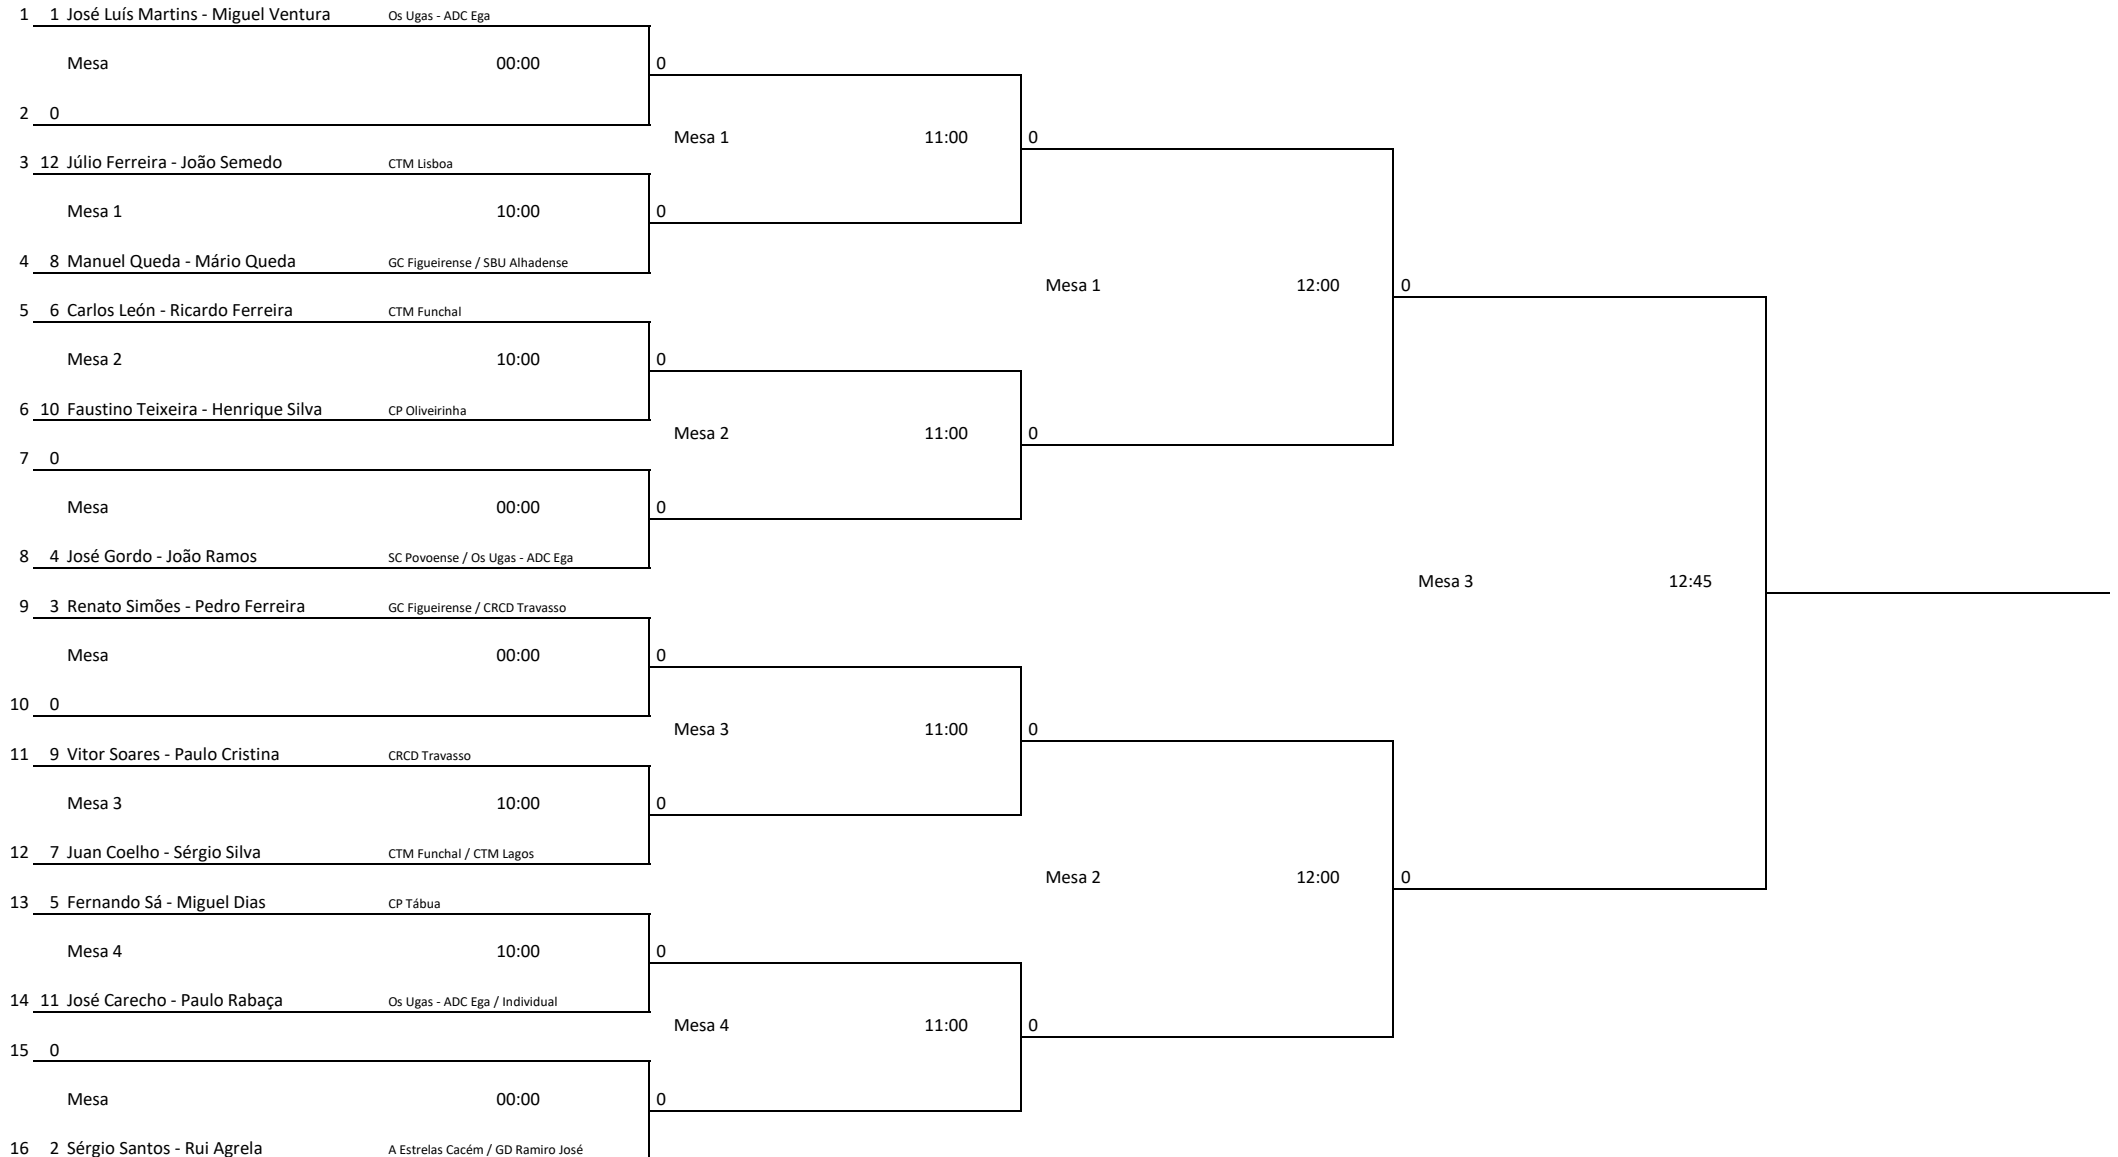 1 1 José Luís Martins - Miguel Ventura Os Ugas - ADC Ega
Mesa 00:00 0
2 0
Mesa 1 11:00 0
3 12 Júlio Ferreira - João Semedo CTM Lisboa
Mesa 1 10:00 0
4 8 Manuel Queda - Mário Queda GC Figueirense / SBU Alhadense
Mesa 1 12:00 0
5 6 Carlos León - Ricardo Ferreira CTM Funchal
Mesa 2 10:00 0
6 10 Faustino Teixeira - Henrique Silva CP Oliveirinha
Mesa 2 11:00 0
7 0
Mesa 00:00 0
8 4 José Gordo - João Ramos SC Povoense / Os Ugas - ADC Ega
Mesa 3 12:45
9 3 Renato Simões - Pedro Ferreira GC Figueirense / CRCD Travasso
Mesa 00:00 0
10 0
Mesa 3 11:00 0
11 9 Vitor Soares - Paulo Cristina CRCD Travasso
Mesa 3 10:00 0
12 7 Juan Coelho - Sérgio Silva CTM Funchal / CTM Lagos
Mesa 2 12:00 0
13 5 Fernando Sá - Miguel Dias CP Tábua
Mesa 4 10:00 0
14 11 José Carecho - Paulo Rabaça Os Ugas - ADC Ega / Individual
Mesa 4 11:00 0
15 0
Mesa 00:00 0
16 2 Sérgio Santos - Rui Agrela A Estrelas Cacém / GD Ramiro José